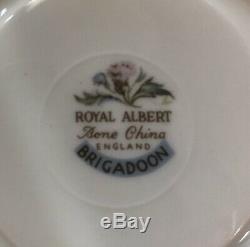 ROYAL ALBERT
Bone China
ENGLAND
BRIGADOON